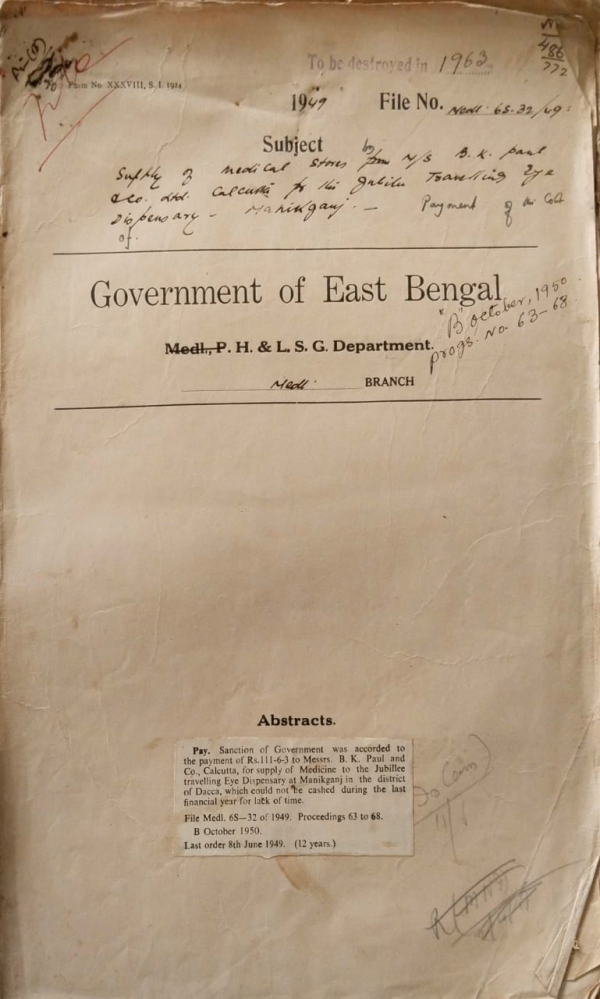 To be destroyed in 1963
486
772
Form No XXXVIII, S. I. 1914
1949 File No. Medl. 6S-32/49.
Subject
Supply of medical stores from M/S B. K. Paul
by
&Co. Ltd. Calcutta for the Jubilee Travelling Eye
Dispensary - Manikganj. - Payment of the Cost
of.
Government of East Bengal
"B" October, 1950
Progs. No. 63-68.
Medl., P. H. & L. S. G. Department.
Medl. BRANCH
Abstracts.
Pay. Sanction of Government was accorded to
the payment of Rs.111-6-3 to Messrs. B. K. Paul and
Co., Calcutta, for supply of Medicine to the Jubillee
travelling Eye Dispensary at Manikganj in the district
of Dacca, which could not be cashed during the last
financial year for lack of time.
File Medl. 6S—32 of 1949. Proceedings 63 to 68.
B October 1950.
Last order 8th June 1949. (12 years.)